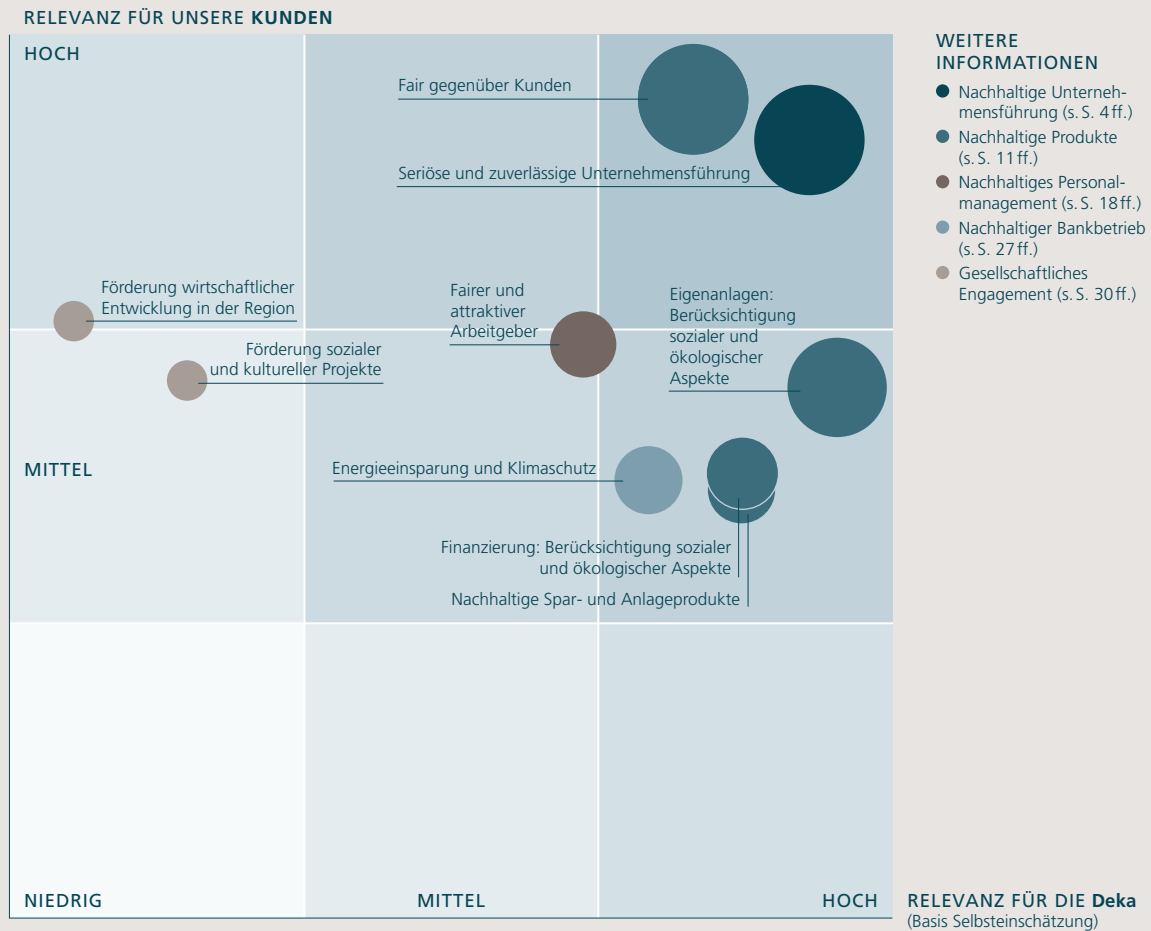 RELEVANZ FÜR UNSERE KUNDEN
HOCH
Fair gegenüber Kunden
Seriöse und zuverlässige Unternehmensführung
Förderung wirtschaftlicher
Entwicklung in der Region
Fairer und
attraktiver
Arbeitgeber
Eigenanlagen:
Berücksichtigung
sozialer und
ökologischer
Aspekte
Förderung sozialer
und kultureller Projekte
MITTEL
Energieeinsparung und Klimaschutz
Finanzierung: Berücksichtigung sozialer
und ökologischer Aspekte
Nachhaltige Spar- und Anlageprodukte
NIEDRIG
MITTEL
HOCH
RELEVANZ FÜR DIE Deka
(Basis Selbsteinschätzung)
WEITERE
INFORMATIONEN
Nachhaltige Unterneh-
mensführung (s. S. 4 ff.)
Nachhaltige Produkte
(s. S. 11 ff.)
Nachhaltiges Personal-
management (s. S. 18 ff.)
Nachhaltiger Bankbetrieb
(s. S. 27 ff.)
Gesellschaftliches
Engagement (s. S. 30 ff.)